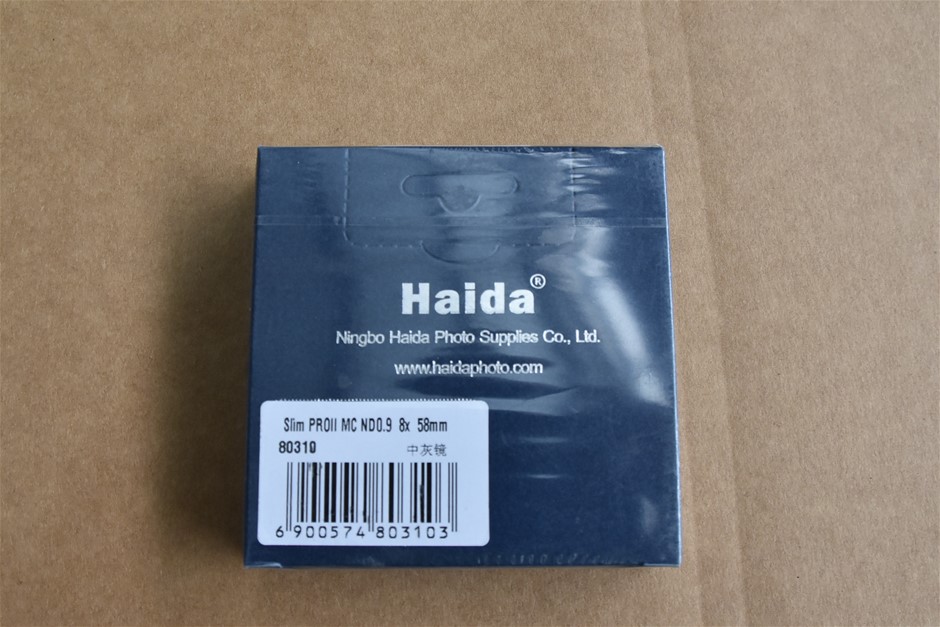 Haida®
Ningbo Haida Photo Supplies Co., Ltd.
www.haidaphoto.com
Slim PROII MC ND0.9 8x 58mm
80310 中灰镜
6 900574 803103